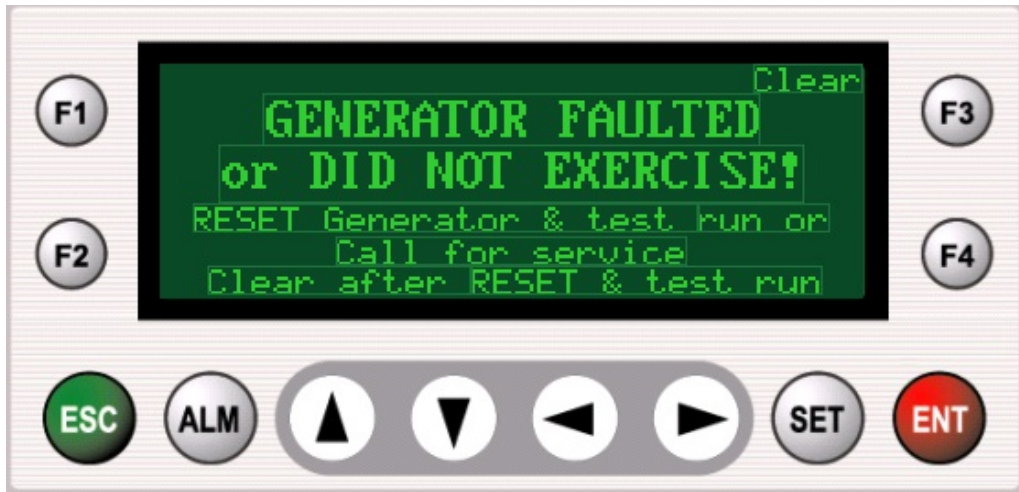 Clear
F1
GENERATOR FAULTED
F3
or DID NOT EXERCISE!
RESET Generator & test run or
F2
Call for service
F4
Clear after RESET & test run
ESC ALM SET ENT